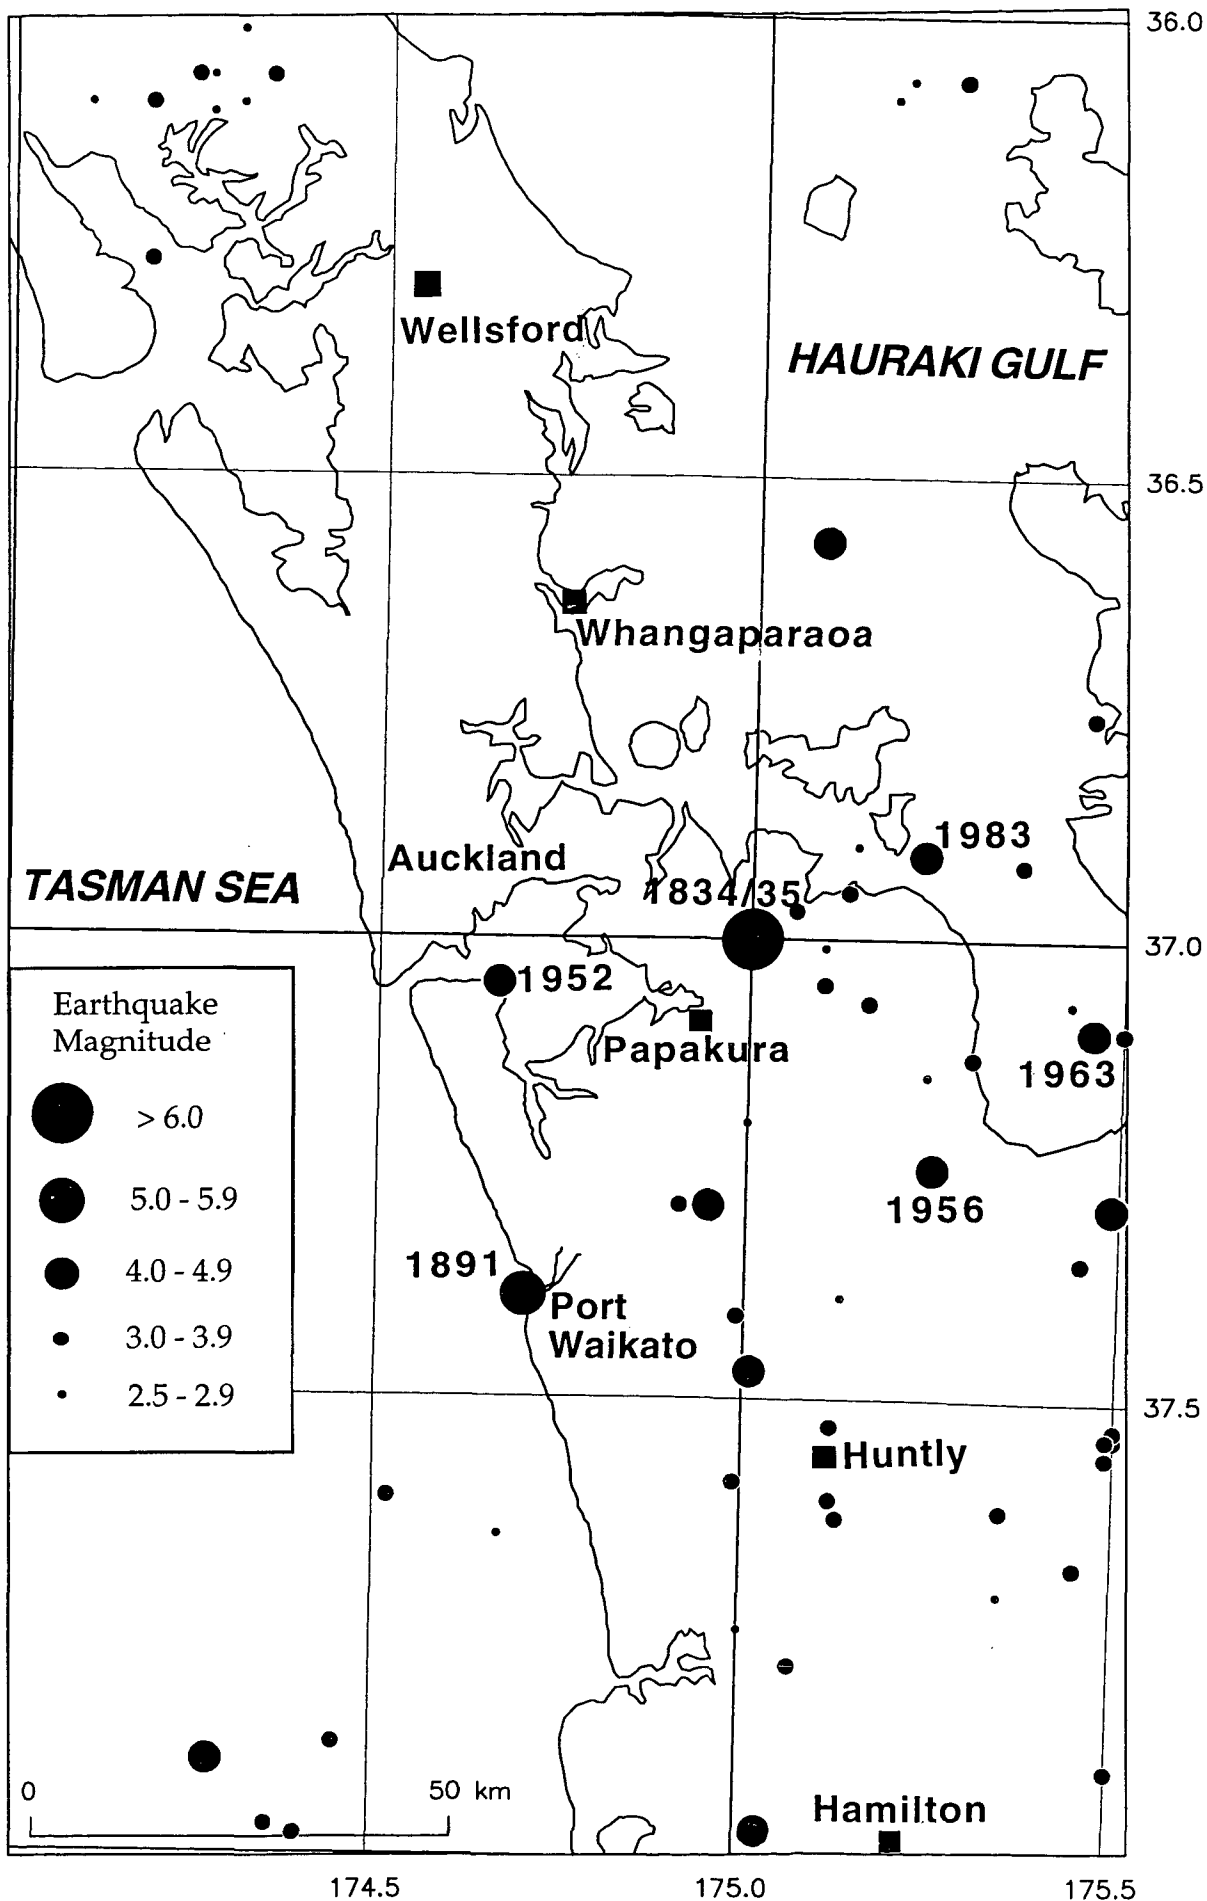 36.0
Wellsford
HAURAKI GULF
36.5
Whangaparaoa
1983
Auckland
TASMAN SEA
1834/35
37.0
1952
Earthquake
Magnitude
Papakura
1963
> 6.0
5.0 - 5.9
1956
4.0 - 4.9
1891
Port
Waikato
3.0 - 3.9
2.5 - 2.9
37.5
Huntly
0
50 km
Hamilton
174.5
175.0
175.5